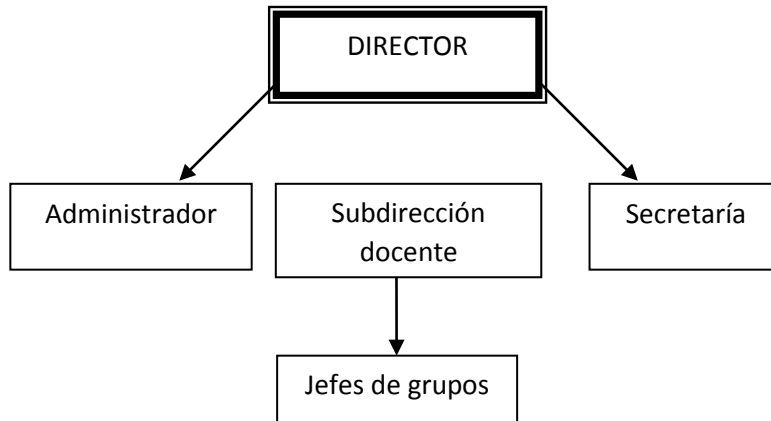 DIRECTOR
Administrador
Subdirección
docente
Secretaría
Jefes de grupos